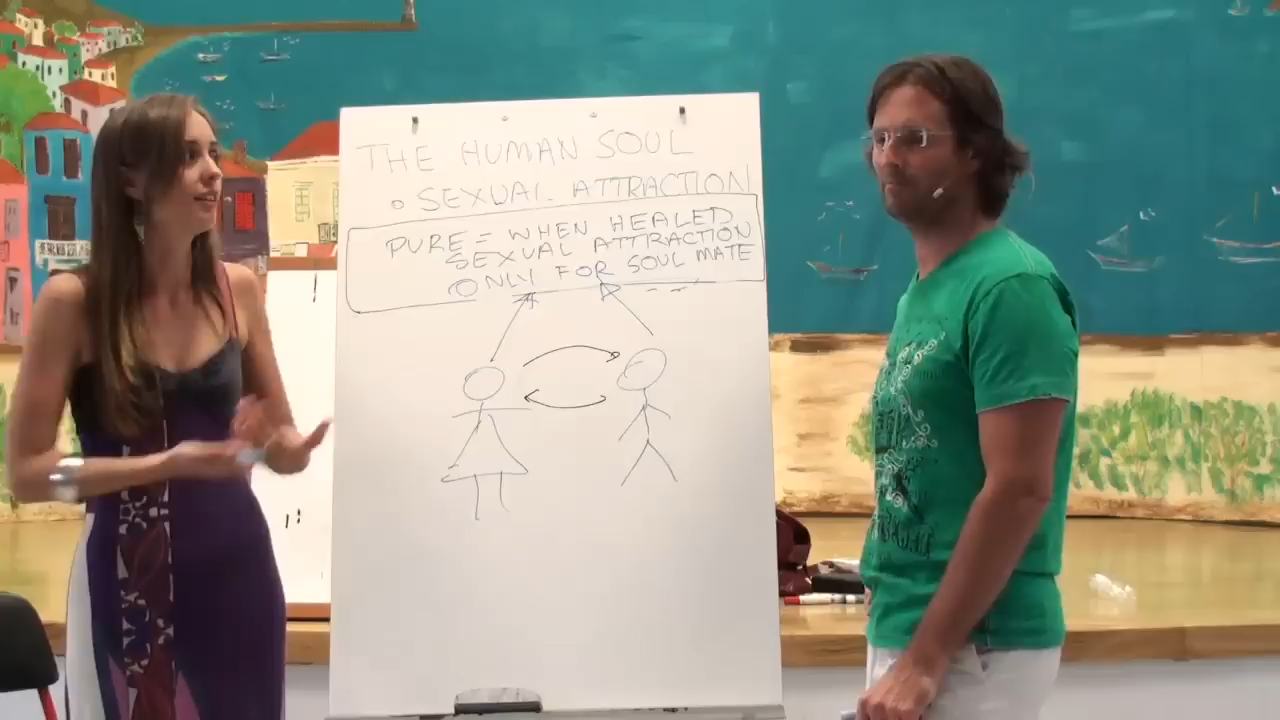 THE HUMAN SOUL
○ SEXUAL ATTRACTION
PURE = WHEN HEALED
SEXUAL ATTRACTION
ONLY FOR SOUL MATE